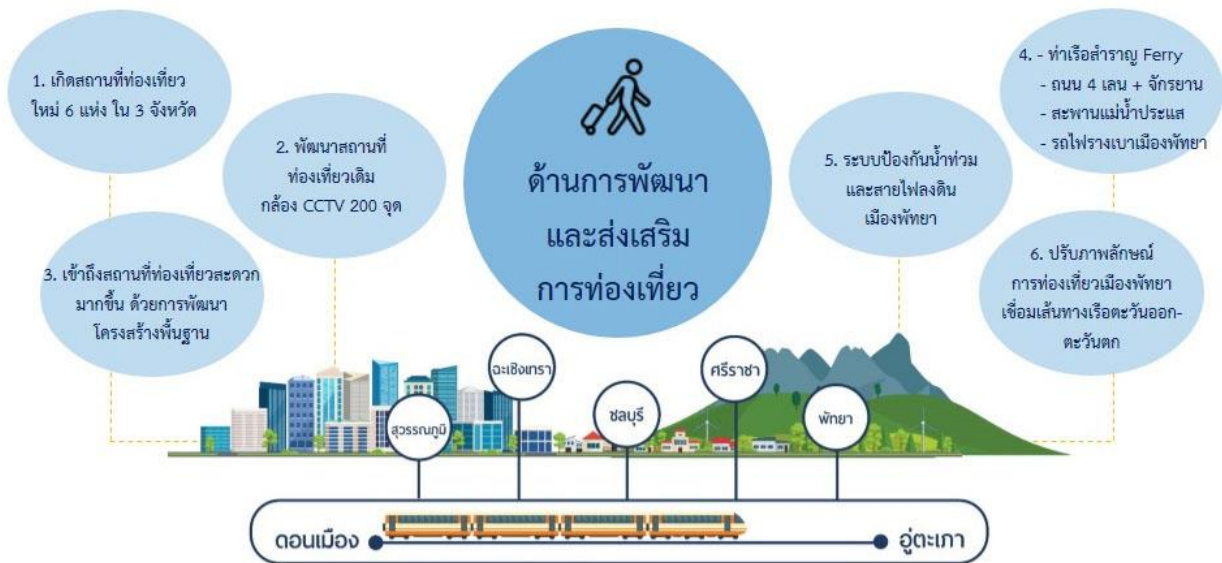 ด้านการพัฒนา
และส่งเสริม
การท่องเที่ยว
1. เกิดสถานที่ท่องเที่ยว
ใหม่ 6 แห่ง ใน 3 จังหวัด
2. พัฒนาสถานที่
ท่องเที่ยวเดิม
กล้อง CCTV 200 จุด
3. เข้าถึงสถานที่ท่องเที่ยวสะดวก
มากขึ้น ด้วยการพัฒนา
โครงสร้างพื้นฐาน
4. - ท่าเรือสำราญ Ferry
- ถนน 4 เลน + จักรยาน
- สะพานแม่น้ำประแส
- รถไฟรางเบาเมืองพัทยา
5. ระบบป้องกันน้ำท่วม
และสายไฟลงดิน
เมืองพัทยา
6. ปรับภาพลักษณ์
การท่องเที่ยวเมืองพัทยา
เชื่อมเส้นทางเรือตะวันออก-
ตะวันตก
สุวรรณภูมิ
ฉะเชิงเทรา
ชลบุรี
ศรีราชา
พัทยา
ดอนเมือง
อู่ตะเภา